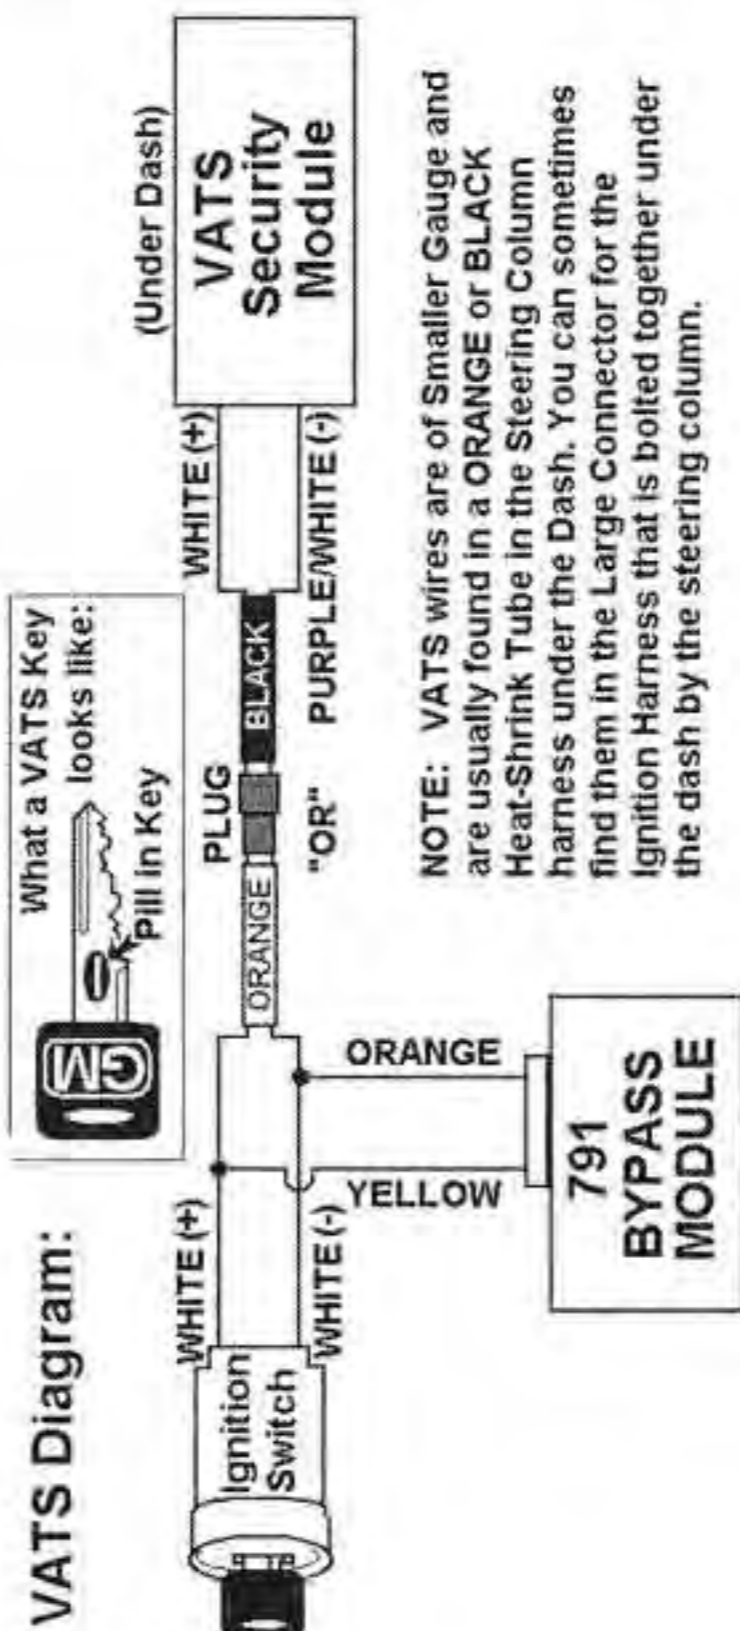 VATS Diagram:
What a VATS Key
looks like:
GM
Pill in Key
(Under Dash)
VATS
Security
Module
WHITE (+)
PURPLE/WHITE (-)
PLUG
BLACK
"OR"
ORANGE
WHITE (+)
WHITE (-)
Ignition
Switch
ORANGE
YELLOW
791
BYPASS
MODULE
NOTE: VATS wires are of Smaller Gauge and
are usually found in a ORANGE or BLACK
Heat-Shrink Tube in the Steering Column
harness under the Dash. You can sometimes
find them in the Large Connector for the
Ignition Harness that is bolted together under
the dash by the steering column.